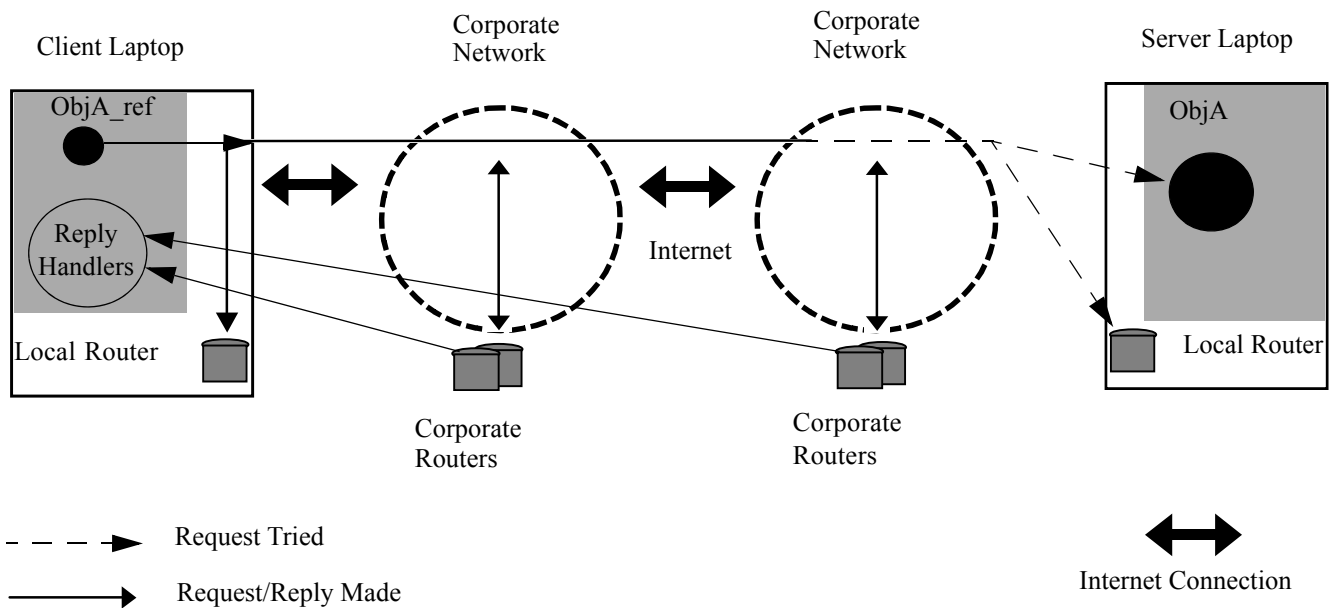 Client Laptop
Corporate
Network
Corporate
Network
Server Laptop
ObjA_ref
ObjA
Reply
Handlers
Internet
Local Router
Local Router
Corporate
Routers
Corporate
Routers
Request Tried
Request/Reply Made
Internet Connection